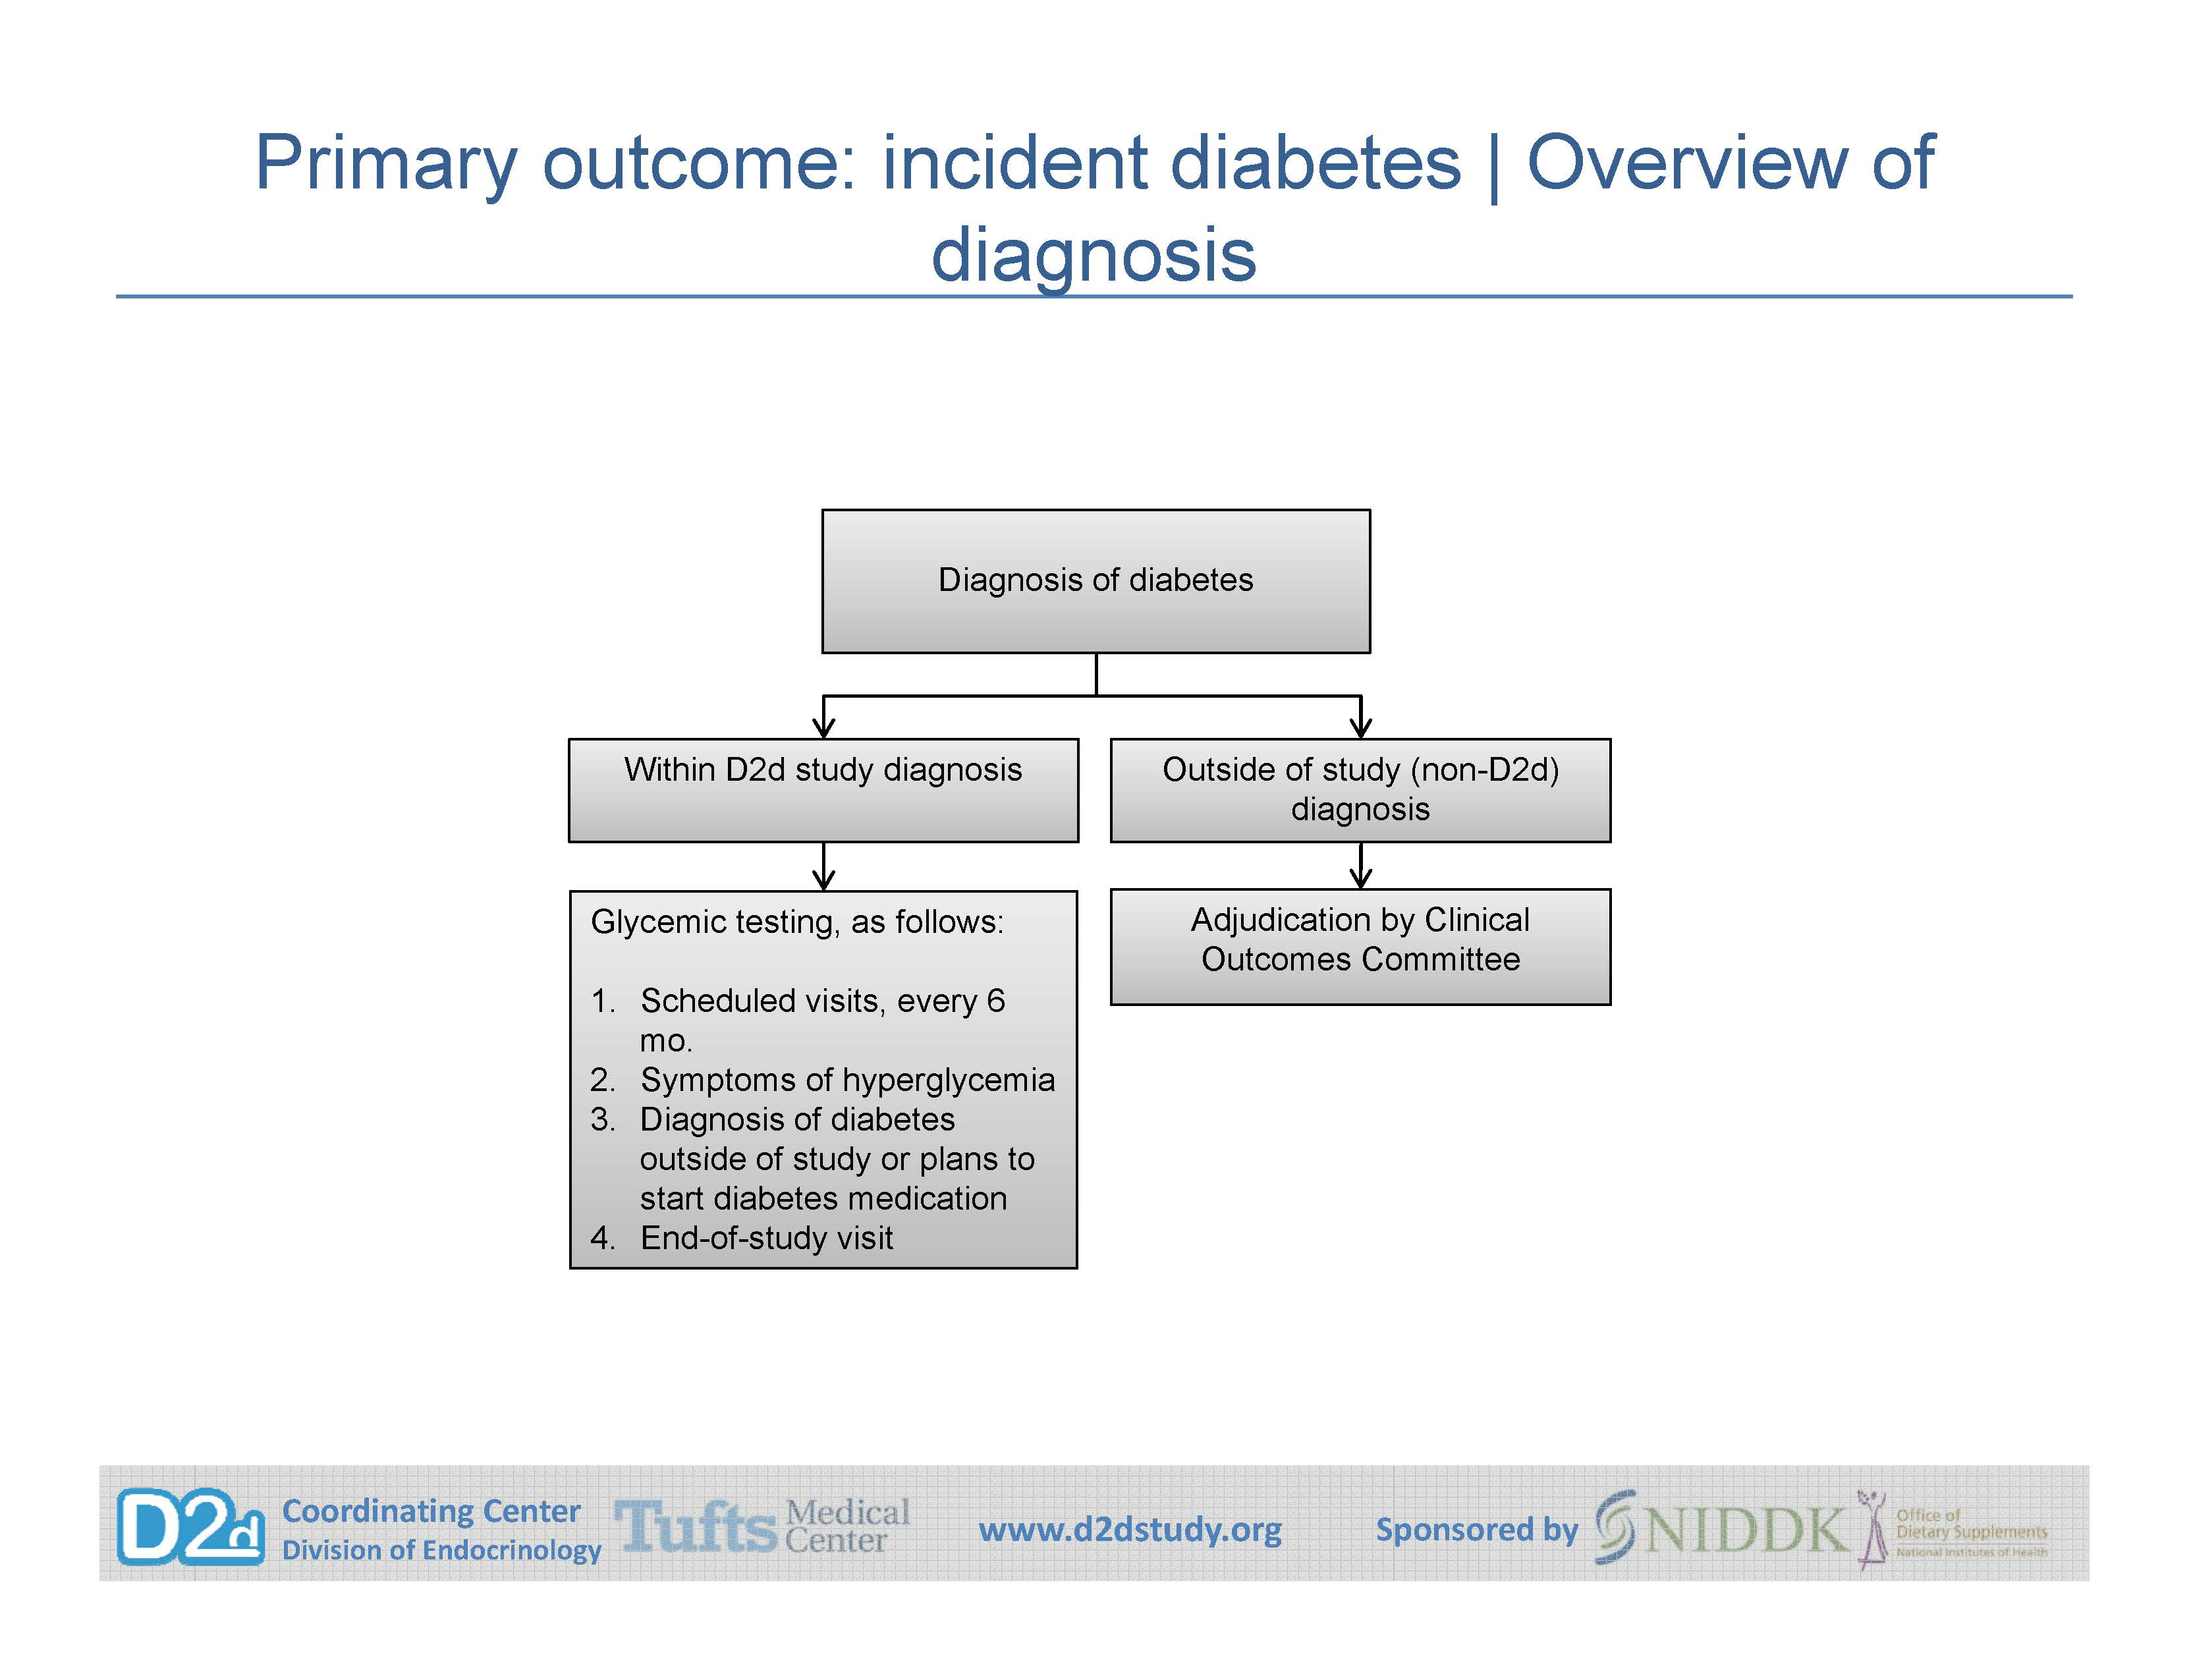 Primary outcome: incident diabetes | Overview of
diagnosis
Diagnosis of diabetes
Within D2d study diagnosis
Outside of study (non-D2d)
diagnosis
Glycemic testing, as follows:
1. Scheduled visits, every 6
mo.
2. Symptoms of hyperglycemia
3. Diagnosis of diabetes
outside of study or plans to
start diabetes medication
4. End-of-study visit
Adjudication by Clinical
Outcomes Committee
D2d
Coordinating Center
Division of Endocrinology
Tufts Medical
Center
www.d2dstudy.org
Sponsored by
NIDDK
Office of
Dietary Supplements
National Institutes of Health